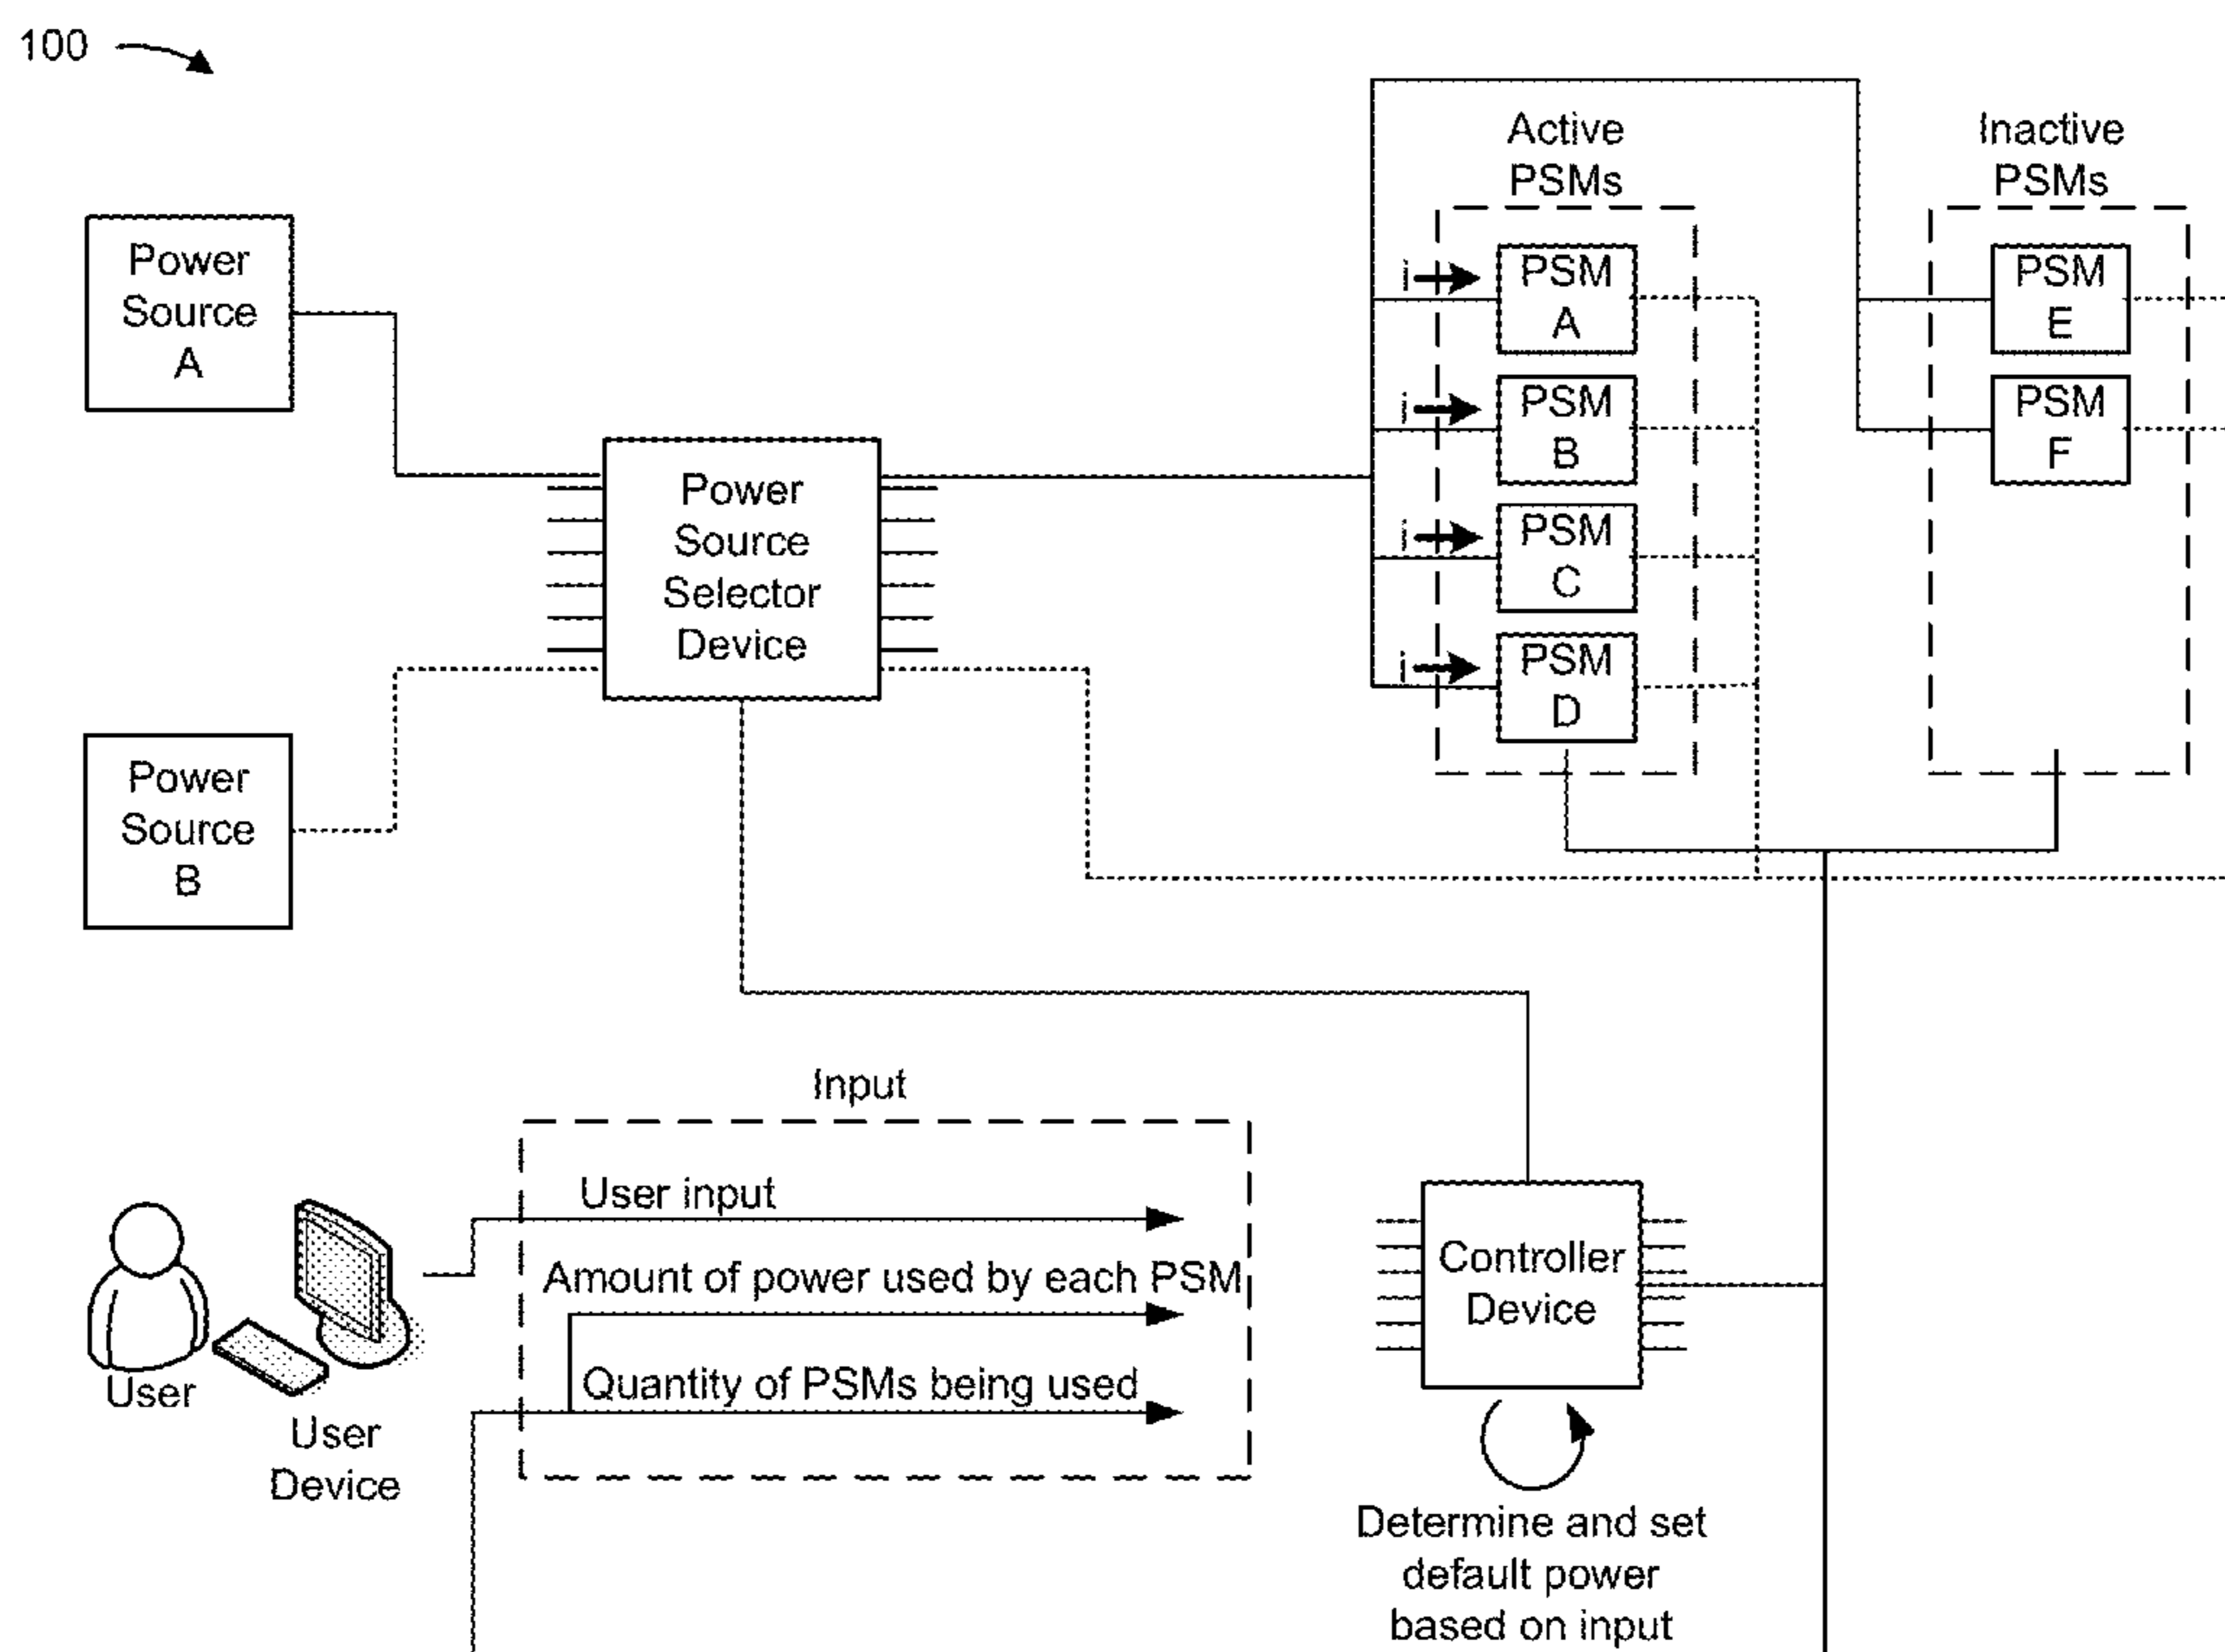 100
Active
PSMs
Inactive
PSMs
Power
Source
A
i
PSM
A
i
PSM
B
i
PSM
C
i
PSM
D
PSM
E
PSM
F
Power
Source
Selector
Device
Power
Source
B
Input
User input
Amount of power used by each PSM
Quantity of PSMs being used
User
User
Device
Controller
Device
Determine and set
default power
based on input